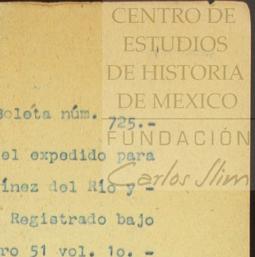 CENTRO DE
ESTUDIOS
DE HISTORIA
DE MEXICO
FUNDACIÓN
Carlos Slim
Boleta núm. 725.-
el expedido para
ínez del Río y -
Registrado bajo
ro 51 vol. 1o. -